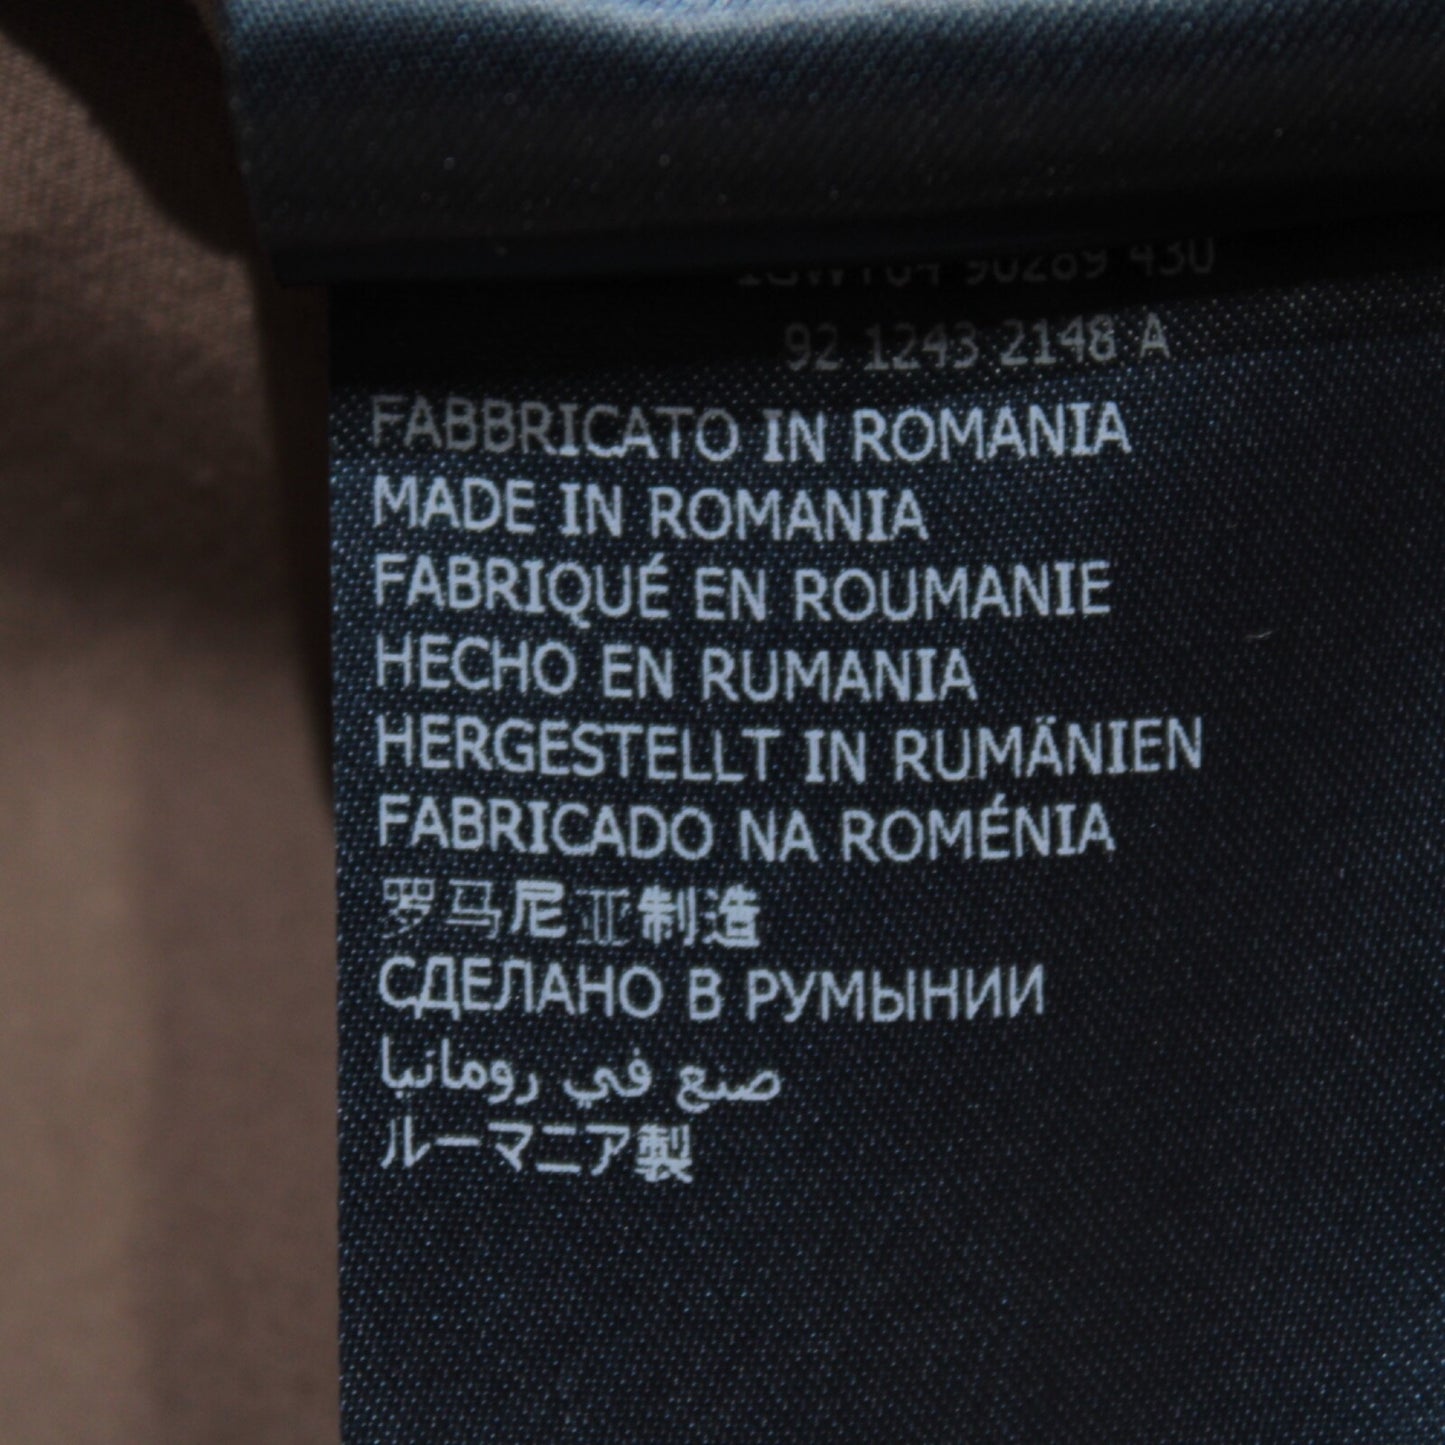 90289 430
92 1243 2148 A
FABBRICATO IN ROMANIA
MADE IN ROMANIA
FABRIQUÉ EN ROUMANIE
HECHO EN RUMANIA
HERGESTELLT IN RUMÄNIEN
FABRICADO NA ROMÉNIA
罗马尼亚制造
СДЕЛАНО В РУМЫНИИ
صنع في رومانيا
ルーマニア製